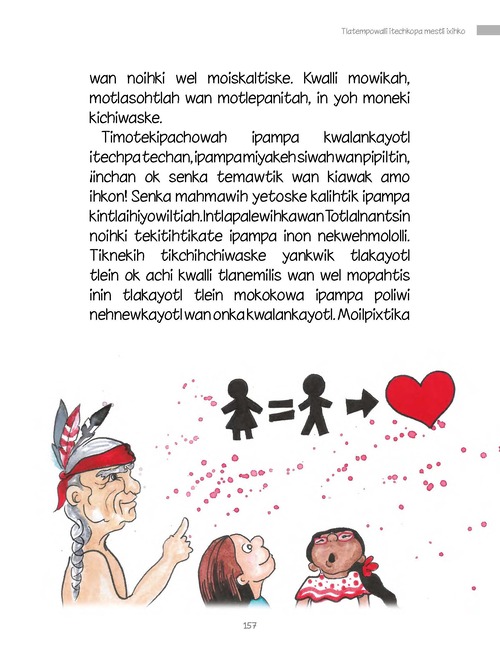 Tlatempowalli itechkopa mestli ixihko
wan noihki wel moiskaltiske. Kwalli mowikah,
motlasohtlah wan motlepanitah, in yoh moneki
kichiwaske.
Timotekipachowah ipampa kwalankayotl
itechpa techan, ipampa miyakeh siwah wan pipiltin,
iinchan ok senka temawtik wan kiawak amo
ihkon! Senka mahmawih yetoske kalihtik ipampa
kintlaihiyowiltiah. Intlapalewihkawan Totlalnantsin
noihki tekitihtikate ipampa inon nekwehmololli.
Tiknekih tikchihchiwaske yankwik tlakayotl
tlein ok achi kwalli tlanemilis wan wel mopahtis
inin tlakayotl tlein mokokowa ipampa poliwi
nehnewkayotl wan onka kwalankayotl. Moilpixtika
=
157